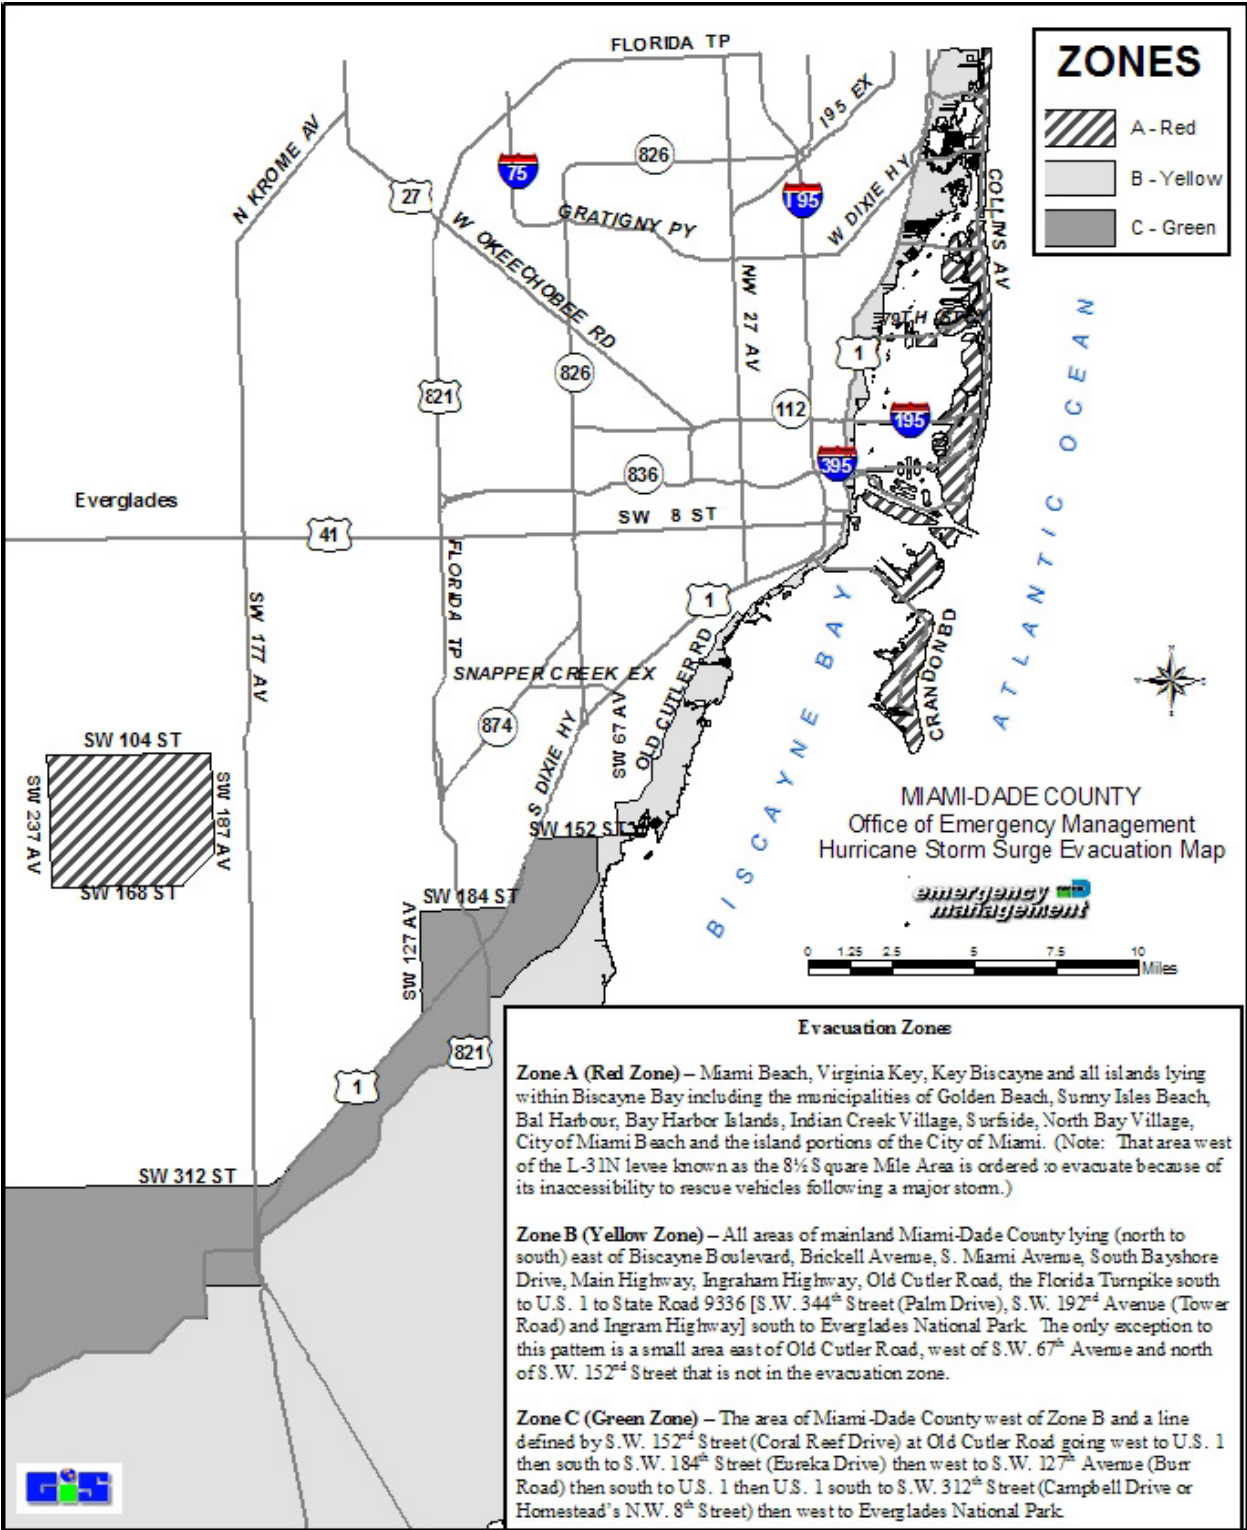 FLORIDA TP
ZONES
A - Red
B - Yellow
C - Green
N KROME AV
I95 EX
826
75
27
I 95
W DIXIE HY
COLLINS AV
GRATIGNY PY
W OKEECHOBEE RD
NW 27 AV
79TH ST
1
826
821
112
195
395
836
Everglades
SW 8 ST
41
ATLANTIC OCEAN
FLORIDA TP
SW 177 AV
1
BISCAYNE BAY
CRANDON BD
OLD CUTLER RD
SNAPPER CREEK EX
SW 67 AV
874
S DIXIE HY
SW 104 ST
SW 237 AV
SW 187 AV
SW 168 ST
MIAMI-DADE COUNTY
Office of Emergency Management
Hurricane Storm Surge Evacuation Map
SW 152 ST
emergency
management
SW 184 ST
SW 127 AV
0 1.25 2.5 5 7.5 10
Miles
821
1
SW 312 ST
Evacuation Zones
Zone A (Red Zone) – Miami Beach, Virginia Key, Key Biscayne and all islands lying
within Biscayne Bay including the municipalities of Golden Beach, Sunny Isles Beach,
Bal Harbour, Bay Harbor Islands, Indian Creek Village, Surfside, North Bay Village,
City of Miami Beach and the island portions of the City of Miami. (Note: That area west
of the L-31N levee known as the 8½ Square Mile Area is ordered to evacuate because of
its inaccessibility to rescue vehicles following a major storm.)
Zone B (Yellow Zone) – All areas of mainland Miami-Dade County lying (north to
south) east of Biscayne Boulevard, Brickell Avenue, S. Miami Avenue, South Bayshore
Drive, Main Highway, Ingraham Highway, Old Cutler Road, the Florida Turnpike south
to U.S. 1 to State Road 9336 [S.W. 344th Street (Palm Drive), S.W. 192nd Avenue (Tower
Road) and Ingram Highway] south to Everglades National Park. The only exception to
this pattern is a small area east of Old Cutler Road, west of S.W. 67th Avenue and north
of S.W. 152nd Street that is not in the evacuation zone.
Zone C (Green Zone) – The area of Miami-Dade County west of Zone B and a line
defined by S.W. 152nd Street (Coral Reef Drive) at Old Cutler Road going west to U.S. 1
then south to S.W. 184th Street (Eureka Drive) then west to S.W. 127th Avenue (Burr
Road) then south to U.S. 1 then U.S. 1 south to S.W. 312th Street (Campbell Drive or
Homestead's N.W. 8th Street) then west to Everglades National Park.
GIS